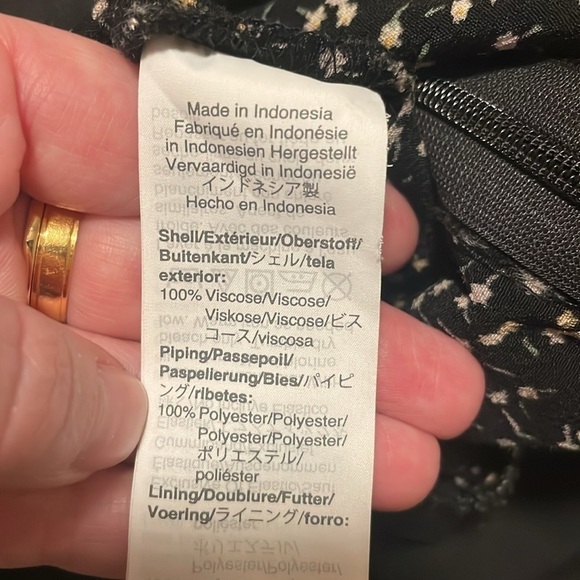 Made in Indonesia
Fabriqué en Indonésie
in Indonesien Hergestellt
Vervaardigd in Indonesië
インドネシア製
Hecho en Indonesia
Shell/Extérieur/Oberstoff/
Buitenkant/シェル/tela
exterior:
100% Viscose/Viscose/
Viskose/Viscose/ビス
コース/viscosa
Piping/Passepoil/
Paspelierung/Bies/パイピ
ング/ribetes:
100% Polyester/Polyester/
Polyester/Polyester/
ポリエステル/
poliéster
Lining/Doublure/Futter/
Voering/ライニング/forro: